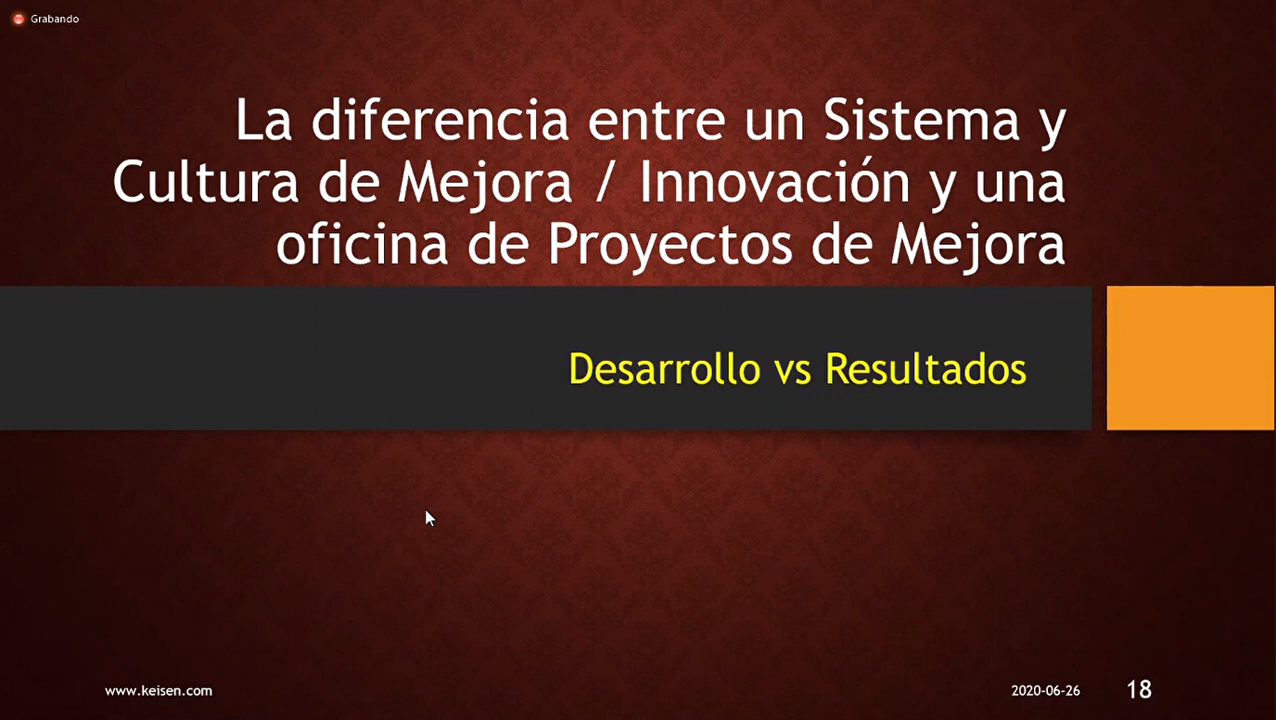 Grabando
La diferencia entre un Sistema y
Cultura de Mejora / Innovación y una
oficina de Proyectos de Mejora
Desarrollo vs Resultados
www.keisen.com
2020-06-26
18